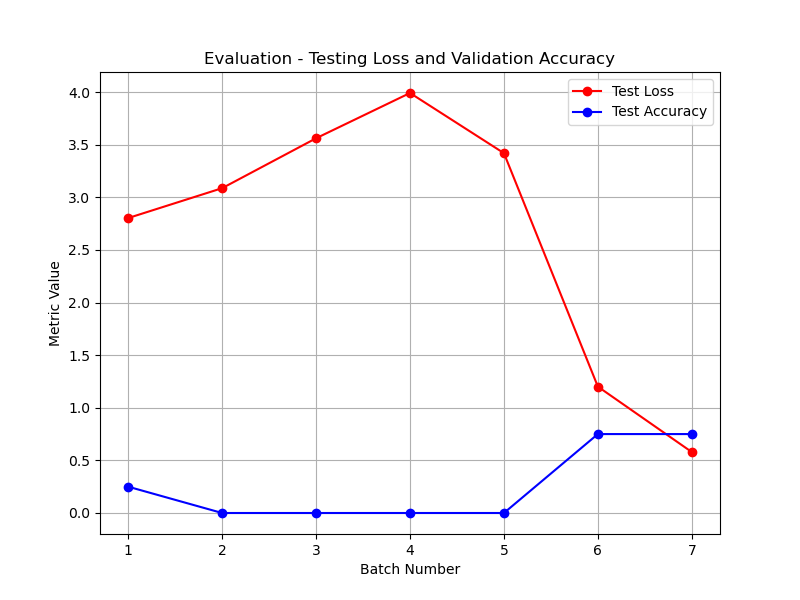 Evaluation - Testing Loss and Validation Accuracy
Test Loss
Test Accuracy
Metric Value
4.0
3.5
3.0
2.5
2.0
1.5
1.0
0.5
0.0
1 2 3 4 5 6 7
Batch Number